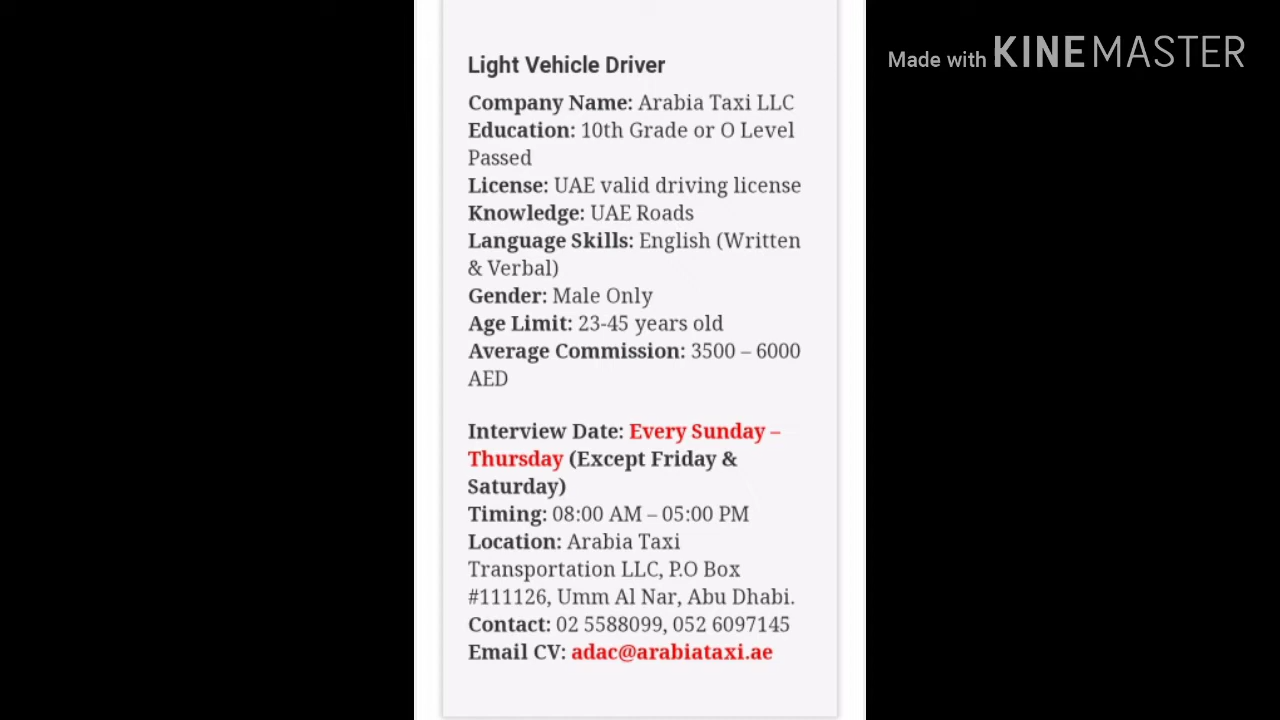 Made with KINEMASTER
Light Vehicle Driver
Company Name: Arabia Taxi LLC
Education: 10th Grade or O Level
Passed
License: UAE valid driving license
Knowledge: UAE Roads
Language Skills: English (Written
& Verbal)
Gender: Male Only
Age Limit: 23-45 years old
Average Commission: 3500 – 6000
AED
Interview Date: Every Sunday –
Thursday (Except Friday &
Saturday)
Timing: 08:00 AM – 05:00 PM
Location: Arabia Taxi
Transportation LLC, P.O Box
#111126, Umm Al Nar, Abu Dhabi.
Contact: 02 5588099, 052 6097145
Email CV: adac@arabiataxi.ae